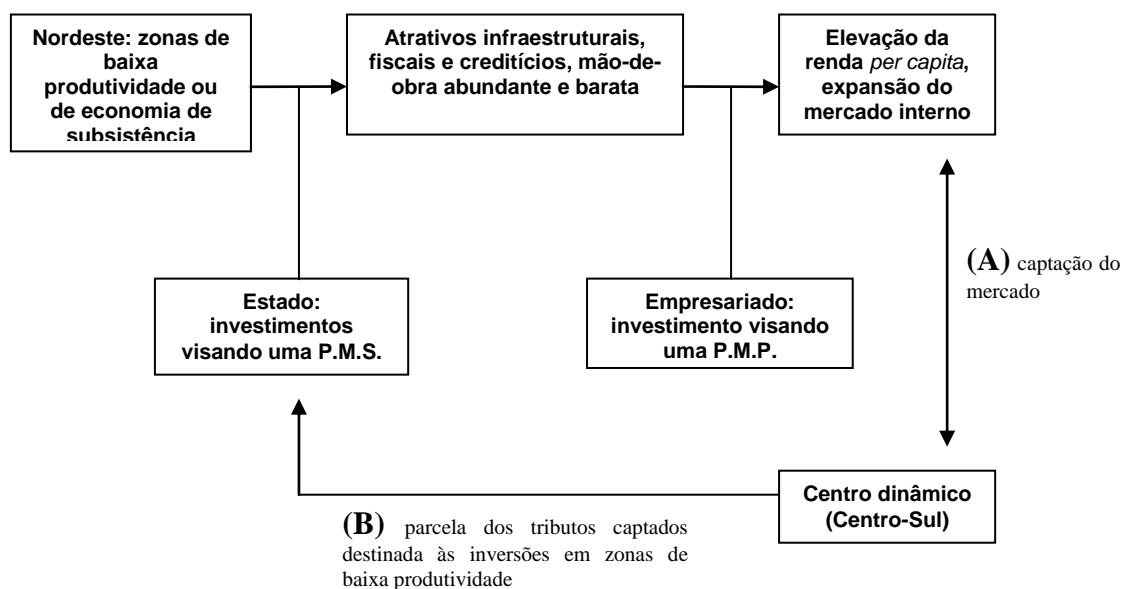 Nordeste: zonas de
baixa
produtividade ou
de economia de
subsistência
Atrativos infraestruturais,
fiscais e creditícios, mão-de-
obra abundante e barata
Elevação da
renda per capita,
expansão do
mercado interno
(A) captação do
mercado
Estado:
investimentos
visando uma P.M.S.
Empresariado:
investimento visando
uma P.M.P.
Centro dinâmico
(Centro-Sul)
(B) parcela dos tributos captados
destinada às inversões em zonas de
baixa produtividade